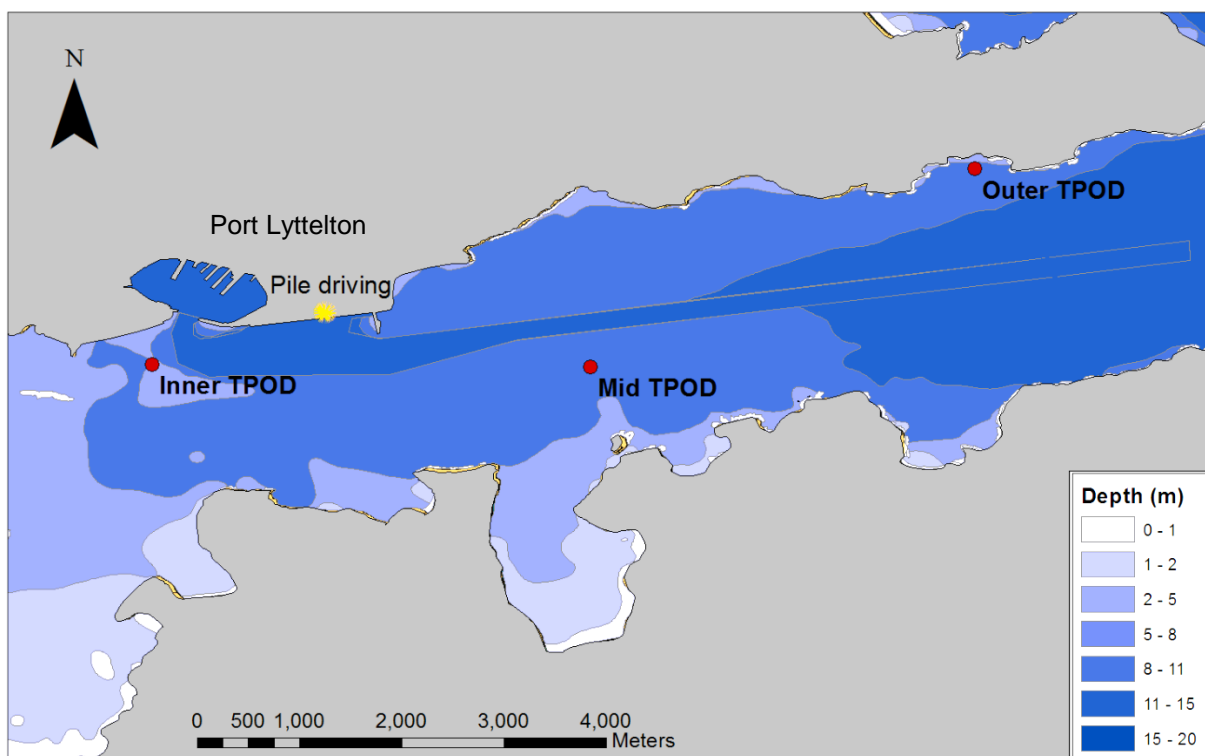 N
Port Lyttelton
Pile driving
Outer TPOD
Inner TPOD
Mid TPOD
Depth (m)
0 - 1
1 - 2
2 - 5
5 - 8
8 - 11
11 - 15
15 - 20
0 500 1,000 2,000 3,000 4,000
Meters